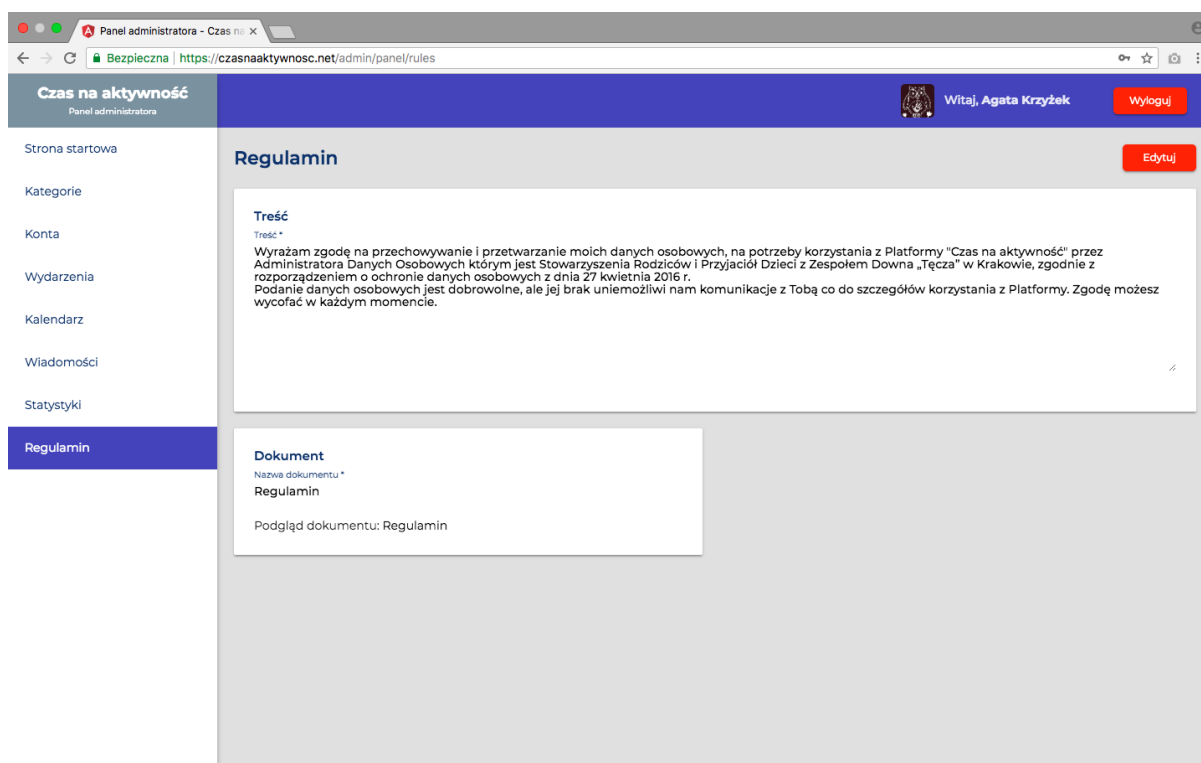 Panel administratora - Czas na
Bezpieczna | https://czasnaaktywnosc.net/admin/panel/rules
Czas na aktywność
Panel administratora
Witaj, Agata Krzyżek
Wyloguj
Strona startowa
Kategorie
Konta
Wydarzenia
Kalendarz
Wiadomości
Statystyki
Regulamin
Regulamin
Edytuj
Treść
Treść *
Wyrażam zgodę na przechowywanie i przetwarzanie moich danych osobowych, na potrzeby korzystania z Platformy "Czas na aktywność" przez
Administratora Danych Osobowych którym jest Stowarzyszenia Rodziców i Przyjaciół Dzieci z Zespołem Downa „Tęcza” w Krakowie, zgodnie z
rozporządzeniem o ochronie danych osobowych z dnia 27 kwietnia 2016 r.
Podanie danych osobowych jest dobrowolne, ale jej brak uniemożliwi nam komunikacje z Tobą co do szczegółów korzystania z Platformy. Zgodę możesz
wycofać w każdym momencie.
Dokument
Nazwa dokumentu *
Regulamin
Podgląd dokumentu: Regulamin